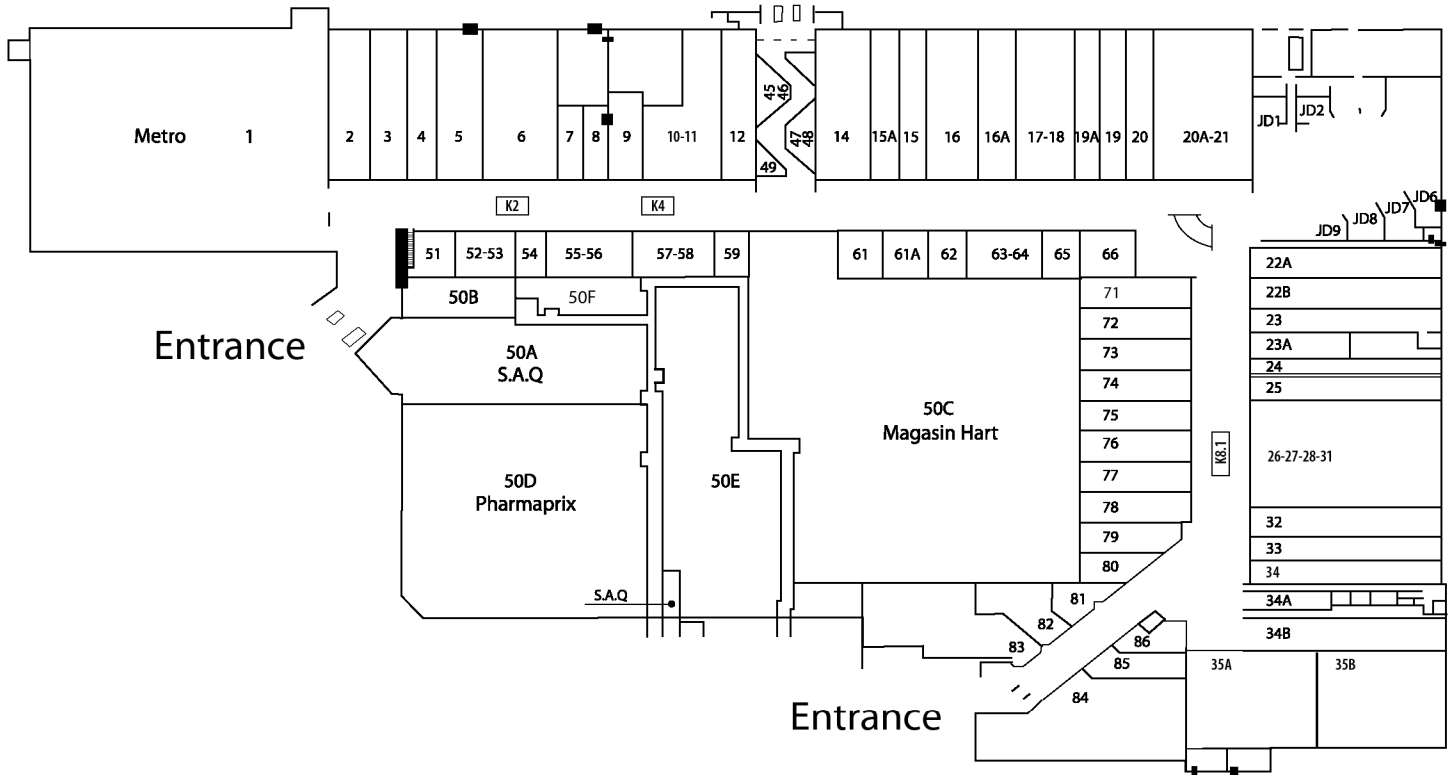 Metro 1
2
3
4
5
6
7
8
9
10-11
12
45
46
47
48
49
14
15A
15
16
16A
17-18
19A
19
20
20A-21
JD1
JD2
JD6
JD7
JD8
JD9
K2
K4
51
52-53
54
55-56
57-58
59
61
61A
62
63-64
65
66
50B
50F
Entrance
50A
S.A.Q
50D
Pharmaprix
50E
50C
Magasin Hart
S.A.Q
71
72
73
74
75
76
77
78
79
80
81
82
83
K8.1
22A
22B
23
23A
24
25
26-27-28-31
32
33
34
34A
34B
35A
35B
86
85
84
Entrance